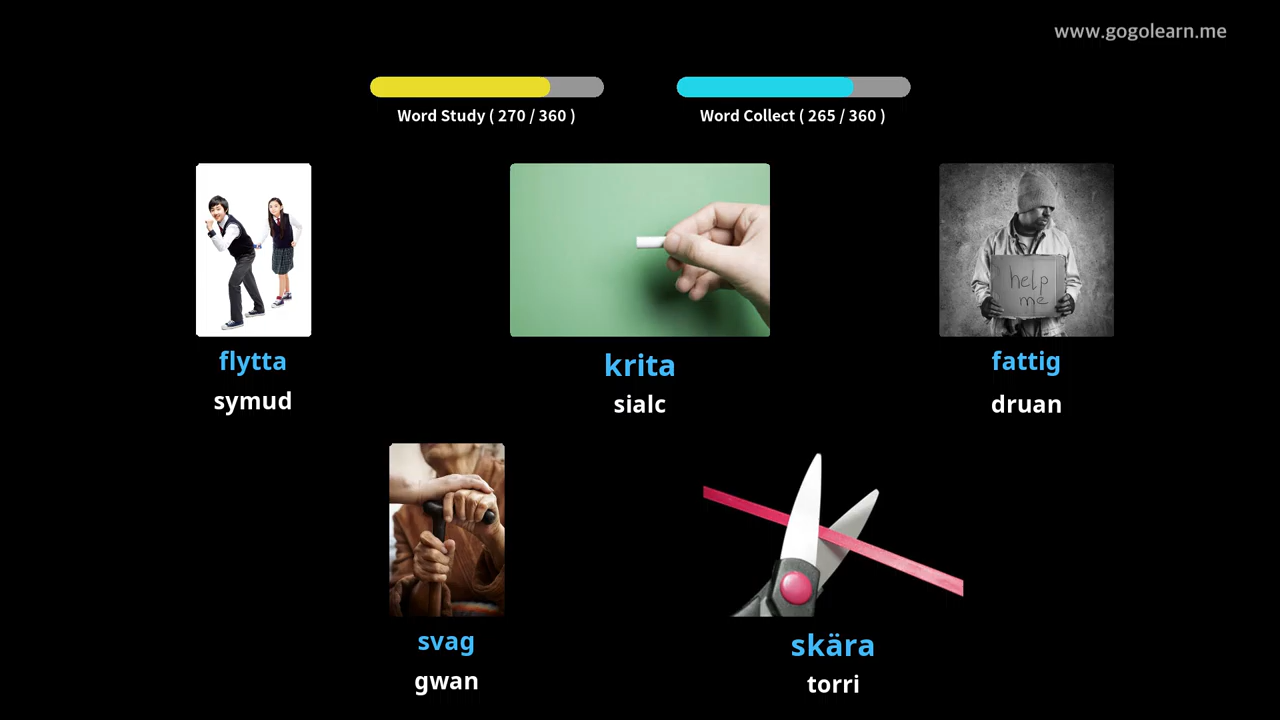 www.gogolearn.me
Word Study ( 270 / 360 )
Word Collect ( 265 / 360 )
help
me
flytta
symud
krita
sialc
fattig
druan
svag
gwan
skära
torri